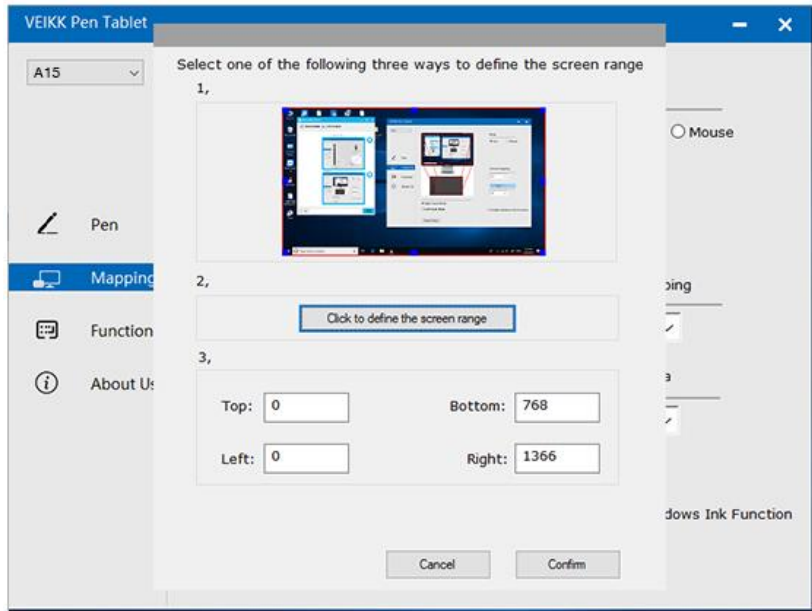 VEIKK Pen Tablet
A15
Select one of the following three ways to define the screen range
1,
Mouse
Pen
Mapping
2,
ping
Click to define the screen range
Function
3,
About Us
a
Top: 0
Bottom: 768
Left: 0
Right: 1366
dows Ink Function
Cancel
Confirm